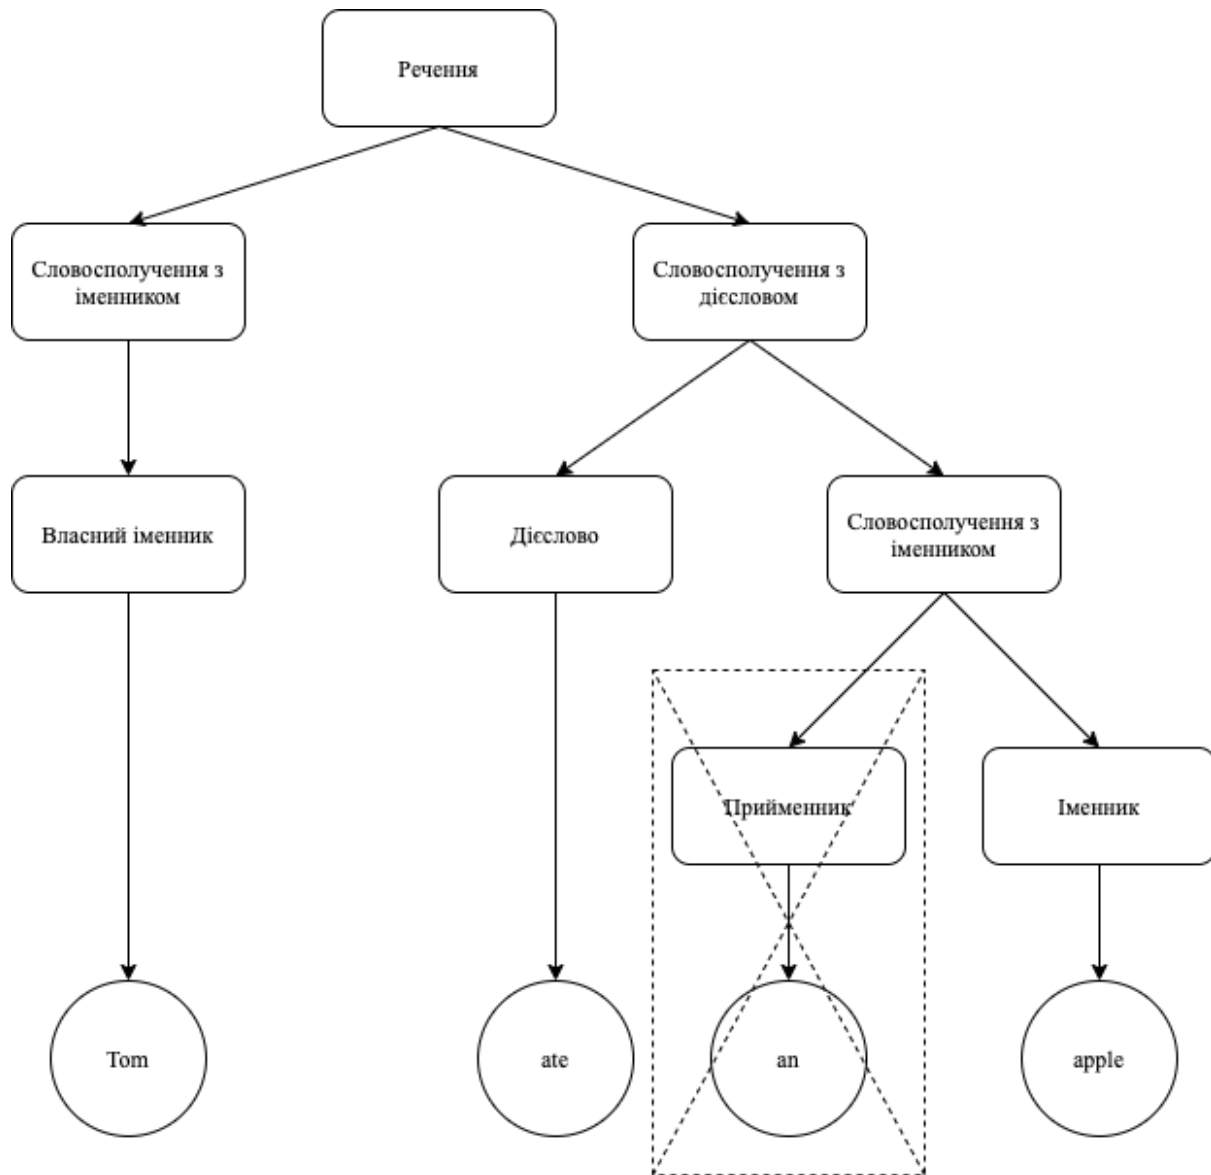 Речення
Словосполучення з
іменником
Словосполучення з
дієсловом
Власний іменник
Дієслово
Словосполучення з
іменником
Прийменник
Іменник
Tom
ate
an
apple